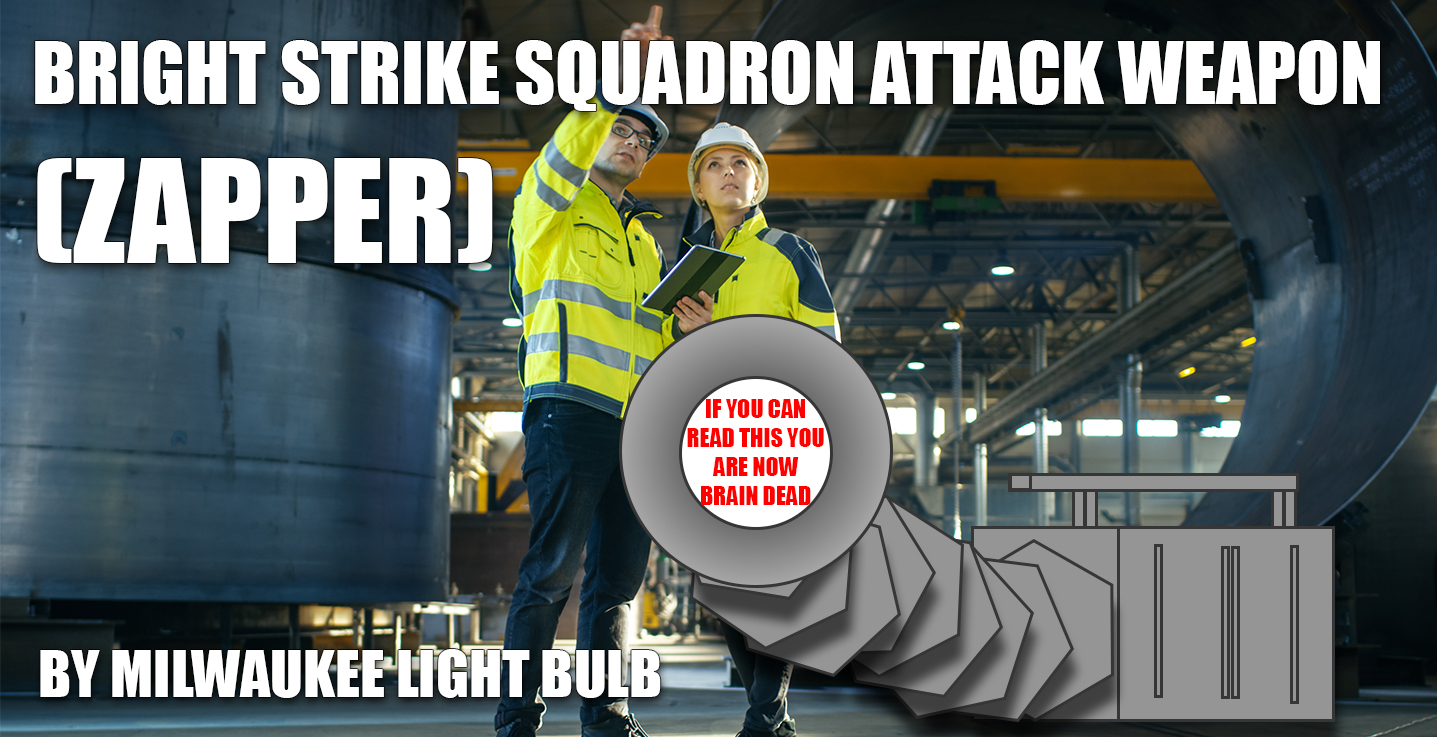 BRIGHT STRIKE SQUADRON ATTACK WEAPON
(ZAPPER)
IF YOU CAN
READ THIS YOU
ARE NOW
BRAIN DEAD
BY MILWAUKEE LIGHT BULB